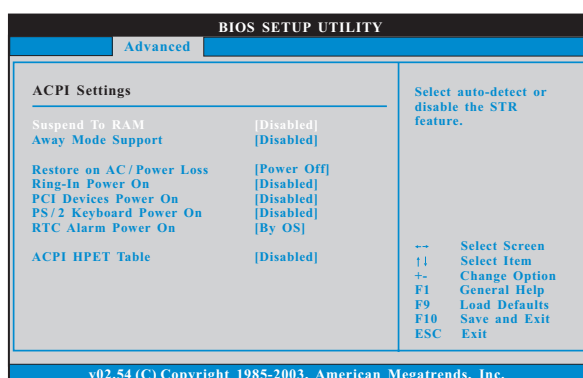 BIOS SETUP UTILITY
Advanced
ACPI Settings
Suspend To RAM [Disabled]
Away Mode Support [Disabled]
Restore on AC/Power Loss [Power Off]
Ring-In Power On [Disabled]
PCI Devices Power On [Disabled]
PS/2 Keyboard Power On [Disabled]
RTC Alarm Power On [By OS]
ACPI HPET Table [Disabled]
Select auto-detect or
disable the STR
feature.
←→ Select Screen
↑↓ Select Item
+- Change Option
F1 General Help
F9 Load Defaults
F10 Save and Exit
ESC Exit
v02.54 (C) Copyright 1985-2003, American Megatrends, Inc.